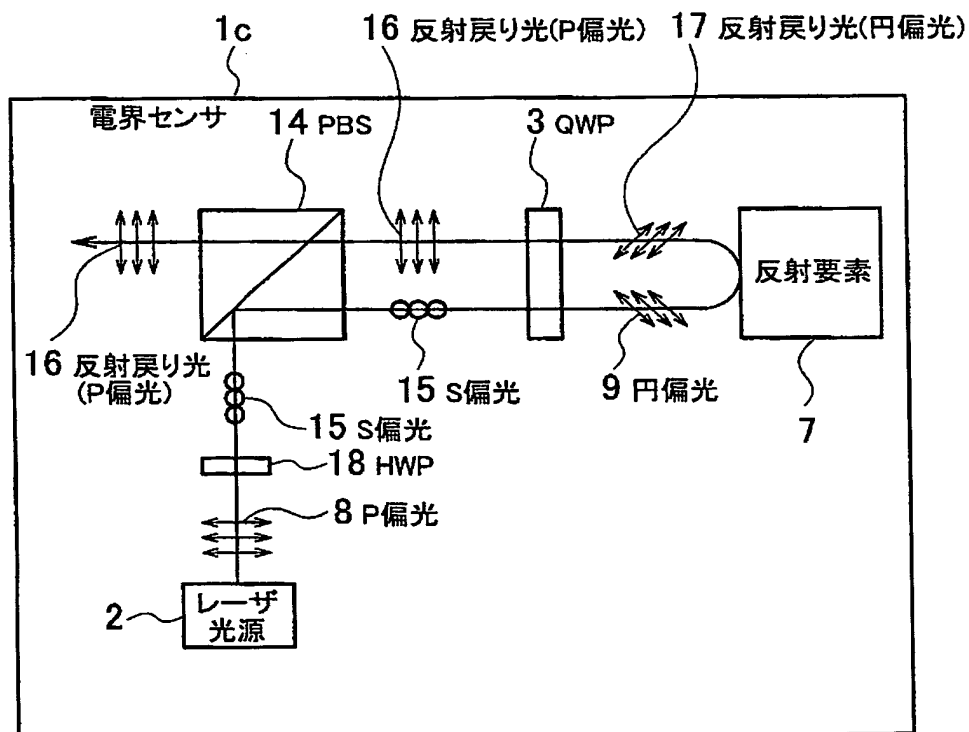 1c
16 反射戻り光(P偏光)
17 反射戻り光(円偏光)
電界センサ
14 PBS
3 QWP
反射要素
16 反射戻り光
(P偏光)
15 S偏光
9 円偏光
7
15 S偏光
18 HWP
8 P偏光
2
レーザ
光源